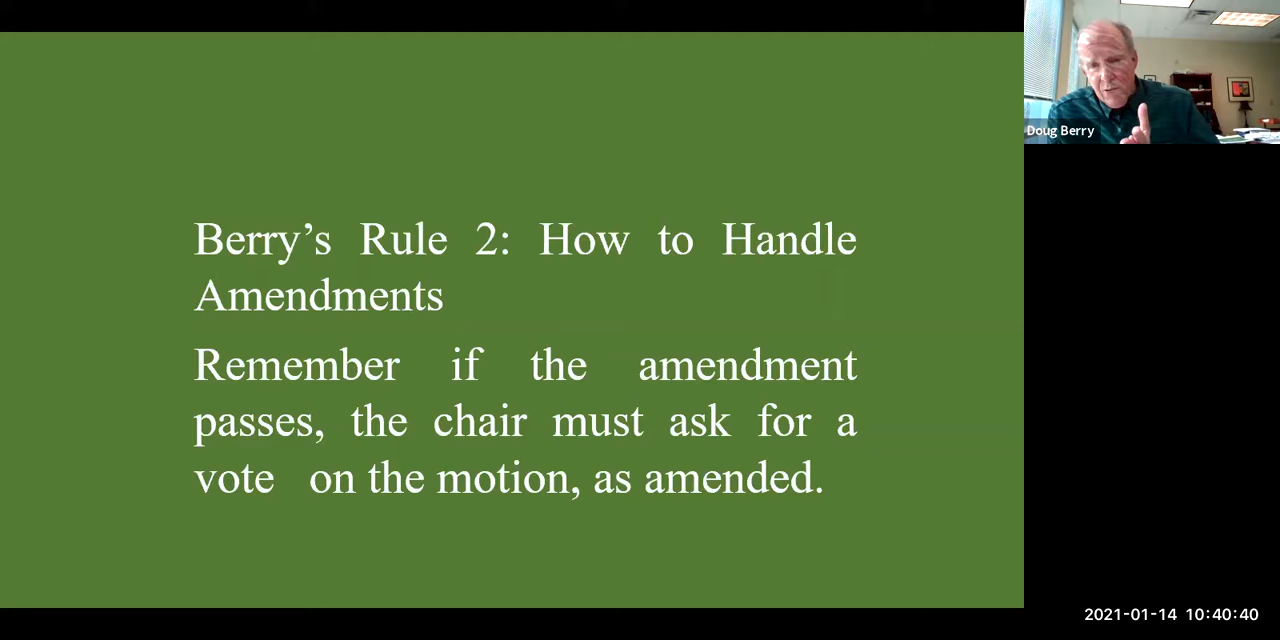 Berry’s Rule 2: How to Handle
Amendments
Remember if the amendment
passes, the chair must ask for a
vote on the motion, as amended.
Doug Berry
2021-01-14 10:40:40